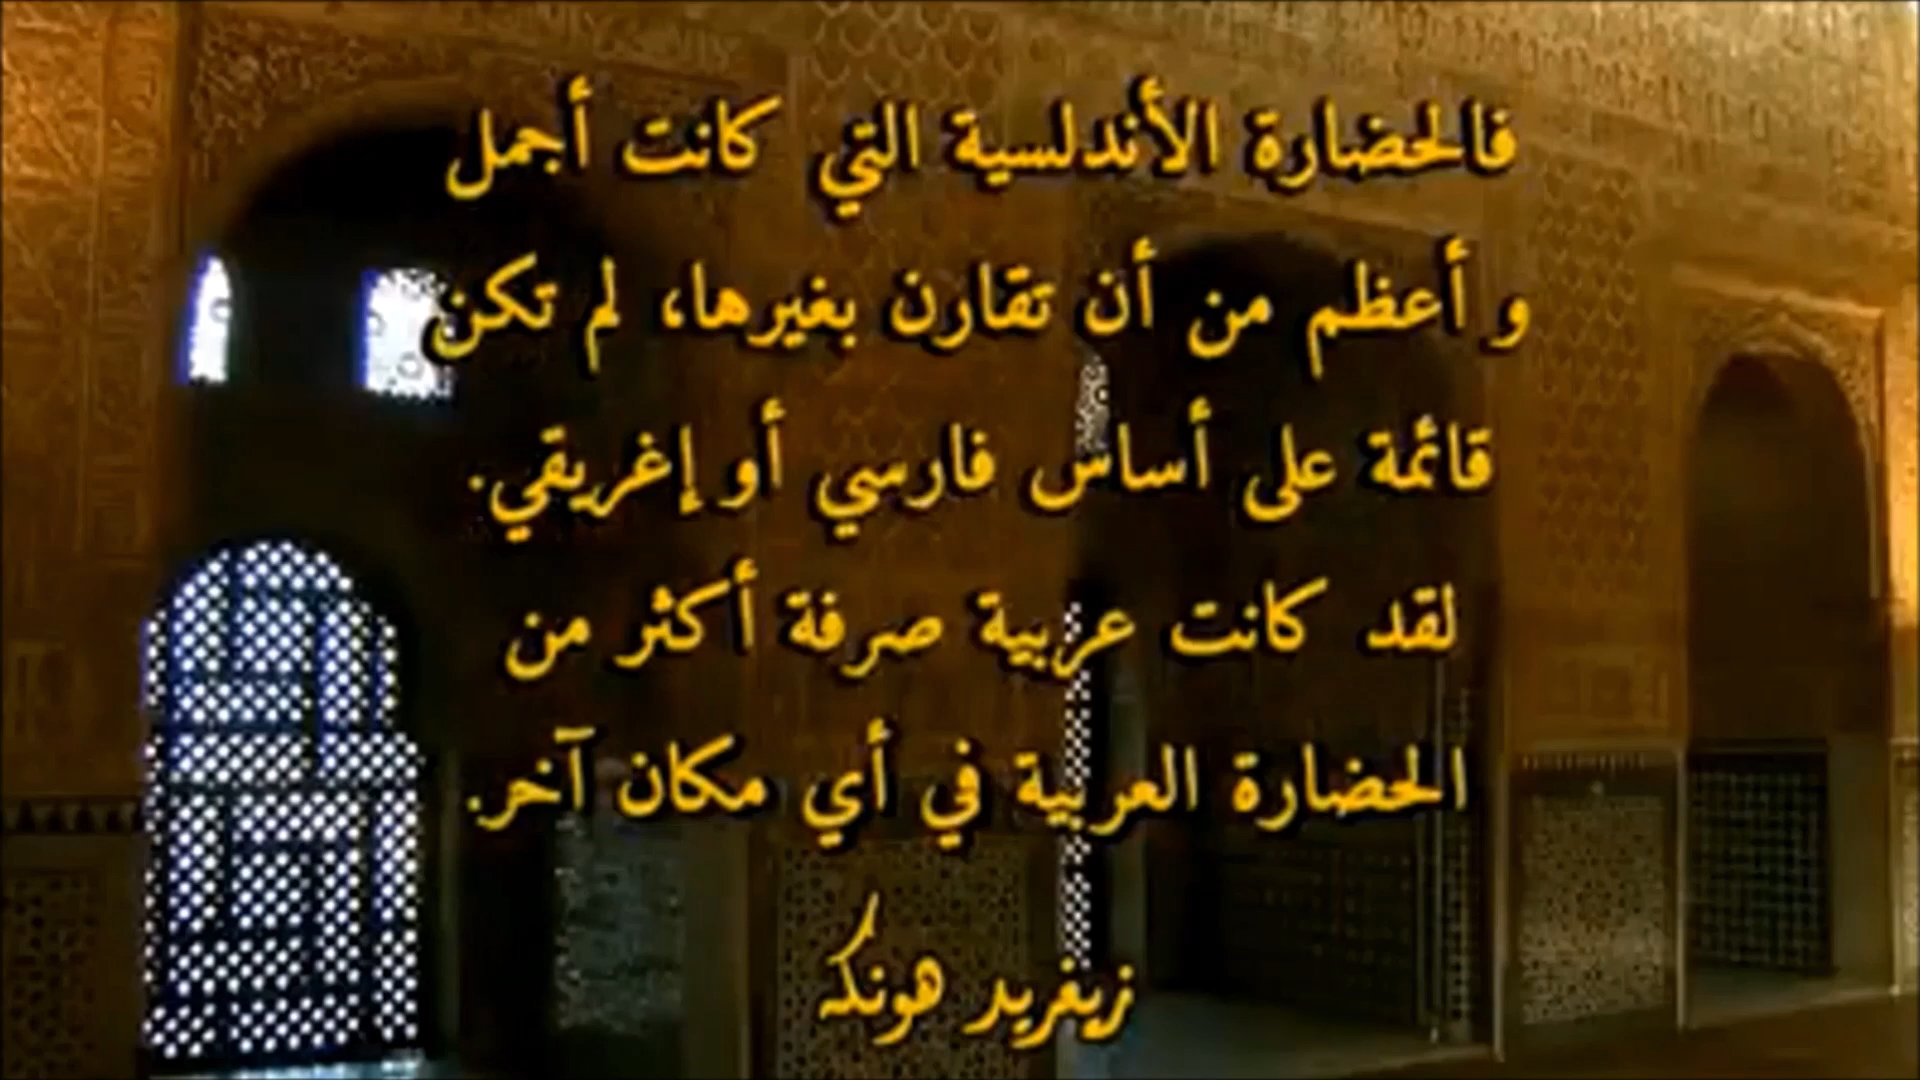 فالحضارة الأندلسية التي كانت أجمل
و أعظم من أن تقارن بغيرها، لم تكن
قائمة على أساس فارسي أو إغريقي.
لقد كانت عربية صرفة أكثر من
الحضارة العربية في أي مكان آخر.
زيغريد هونكه